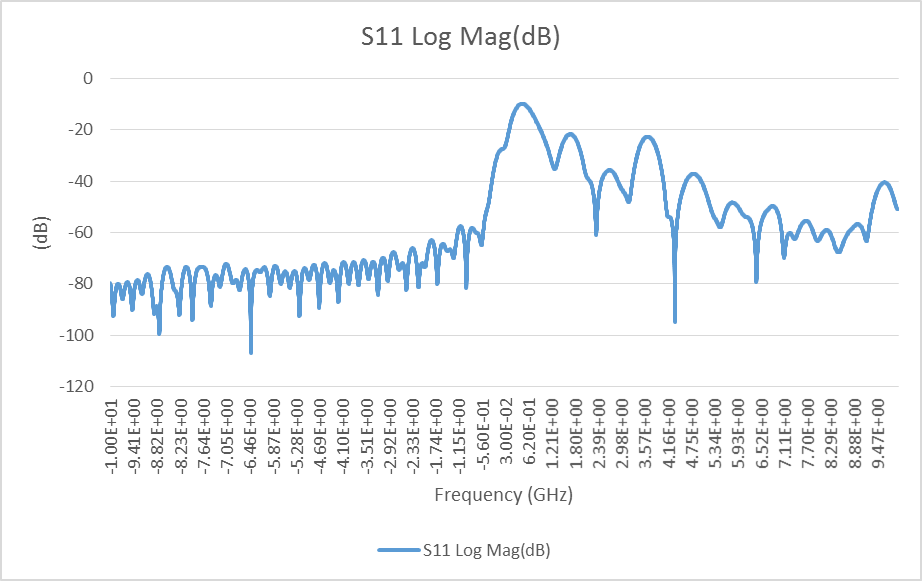 S11 Log Mag(dB)
0
-20
-40
-60
-80
-100
-120
(dB)
-1.00E+01
-9.41E+00
-8.82E+00
-8.23E+00
-7.64E+00
-7.05E+00
-6.46E+00
-5.87E+00
-5.28E+00
-4.69E+00
-4.10E+00
-3.51E+00
-2.92E+00
-2.33E+00
-1.74E+00
-1.15E+00
-5.60E-01
3.00E-02
6.20E-01
1.21E+00
1.80E+00
2.39E+00
2.98E+00
3.57E+00
4.16E+00
4.75E+00
5.34E+00
5.93E+00
6.52E+00
7.11E+00
7.70E+00
8.29E+00
8.88E+00
9.47E+00
Frequency (GHz)
S11 Log Mag(dB)